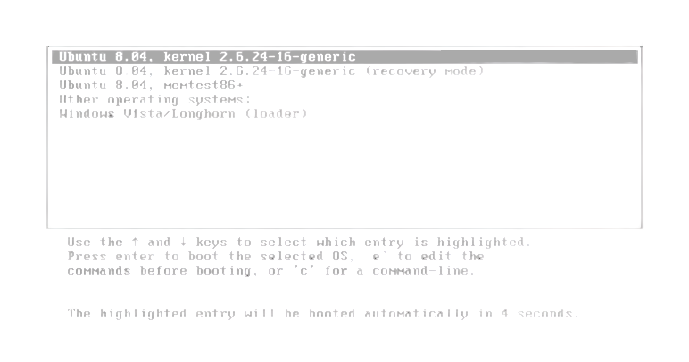 Ubuntu 8.04, kernel 2.6.24-16-generic
Ubuntu 8.04, kernel 2.6.24-16-generic (recovery mode)
Ubuntu 8.04, memtest86+
Other operating systems:
Windows Vista/Longhorn (loader)
Use the ↑ and ↓ keys to select which entry is highlighted.
Press enter to boot the selected OS, 'e' to edit the
commands before booting, or 'c' for a command-line.
The highlighted entry will be booted automatically in 4 seconds.